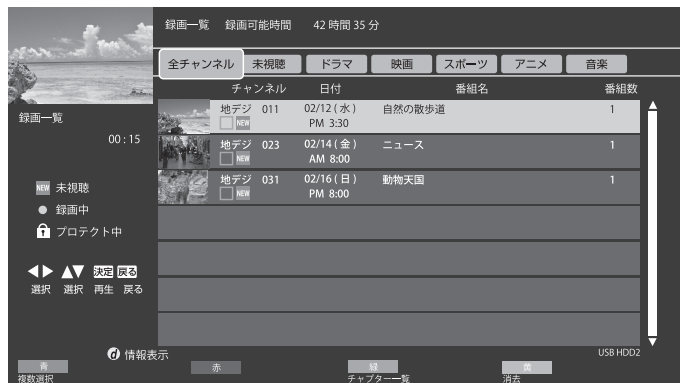 録画一覧 録画可能時間 42時間35分
全チャンネル 未視聴 ドラマ 映画 スポーツ アニメ 音楽
チャンネル 日付 番組名 番組数
地デジ 011 02/12(水) 自然の散歩道 1
NEW PM 3:30
地デジ 023 02/14(金) ニュース 1
NEW AM 8:00
地デジ 031 02/16(日) 動物天国 1
NEW PM 8:00
録画一覧
00:15
NEW 未視聴
録画中
プロテクト中
決定 戻る
選択 選択 再生 戻る
d 情報表示
USB HDD2
青 赤 緑 黄
複数選択 チャプター一覧 消去